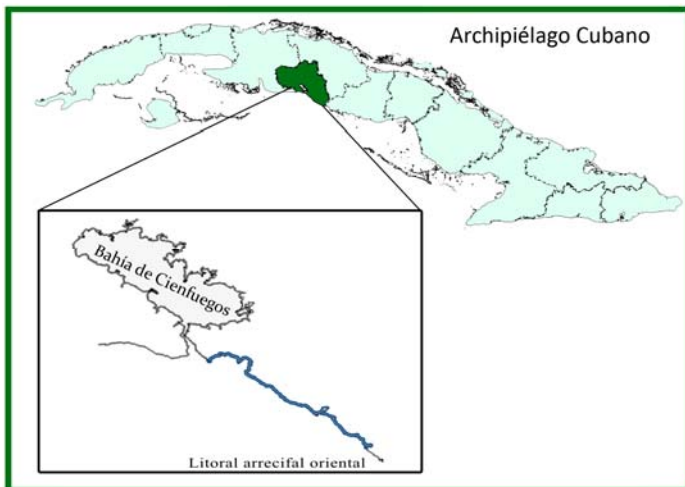 Archipiélago Cubano
Bahía de Cienfuegos
Litoral arrecifal oriental